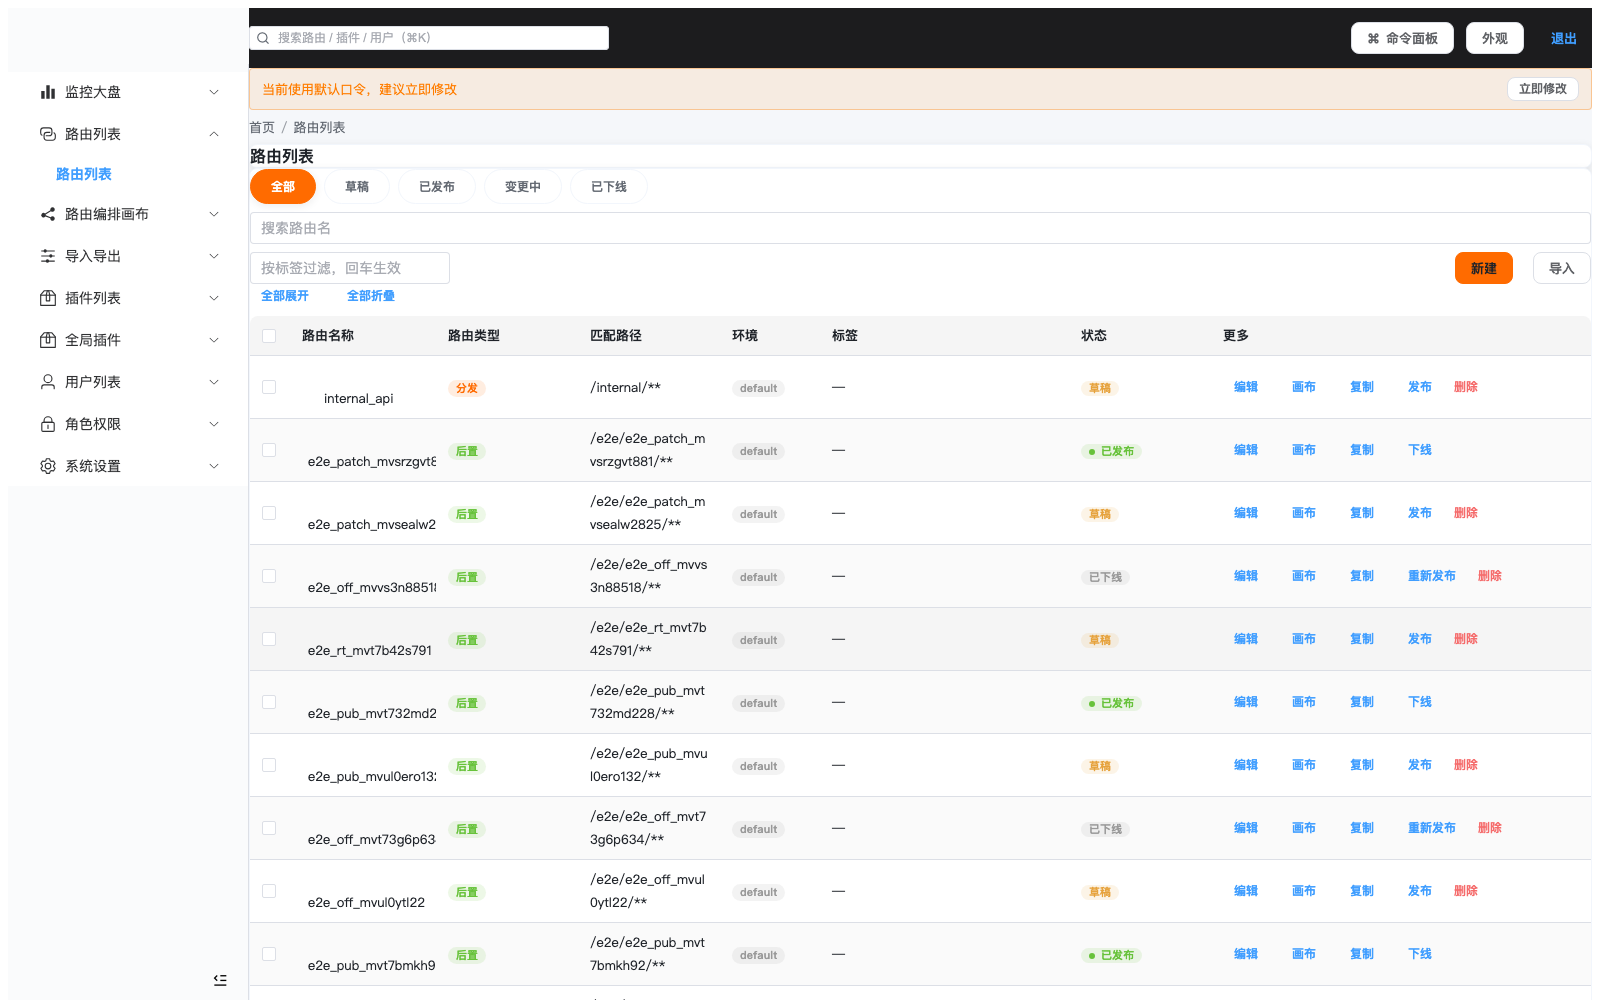 搜索路由 / 插件 / 用户（⌘K）
⌘ 命令面板
外观
退出
当前使用默认口令，建议立即修改
立即修改
监控大盘
路由列表
路由列表
路由编排画布
导入导出
插件列表
全局插件
用户列表
角色权限
系统设置
首页 / 路由列表
路由列表
全部 草稿 已发布 变更中 已下线
搜索路由名
按标签过滤，回车生效
新建 导入
全部展开 全部折叠
路由名称 路由类型 匹配路径 环境 标签 状态 更多
internal_api 分发 /internal/** default — 草稿 编辑 画布 复制 发布 删除
e2e_patch_mvsrzgvt8 后置 /e2e/e2e_patch_m
vsrzgvt881/** default — 已发布 编辑 画布 复制 下线
e2e_patch_mvsealw2 后置 /e2e/e2e_patch_m
vsealw2825/** default — 草稿 编辑 画布 复制 发布 删除
e2e_off_mvvs3n8851 后置 /e2e/e2e_off_mvvs
3n88518/** default — 已下线 编辑 画布 复制 重新发布 删除
e2e_rt_mvt7b42s791 后置 /e2e/e2e_rt_mvt7b
42s791/** default — 草稿 编辑 画布 复制 发布 删除
e2e_pub_mvt732md2 后置 /e2e/e2e_pub_mvt
732md228/** default — 已发布 编辑 画布 复制 下线
e2e_pub_mvul0ero13 后置 /e2e/e2e_pub_mvu
l0ero132/** default — 草稿 编辑 画布 复制 发布 删除
e2e_off_mvt73g6p63 后置 /e2e/e2e_off_mvt7
3g6p634/** default — 已下线 编辑 画布 复制 重新发布 删除
e2e_off_mvul0ytl22 后置 /e2e/e2e_off_mvul
0ytl22/** default — 草稿 编辑 画布 复制 发布 删除
e2e_pub_mvt7bmkh9 后置 /e2e/e2e_pub_mvt
7bmkh92/** default — 已发布 编辑 画布 复制 下线